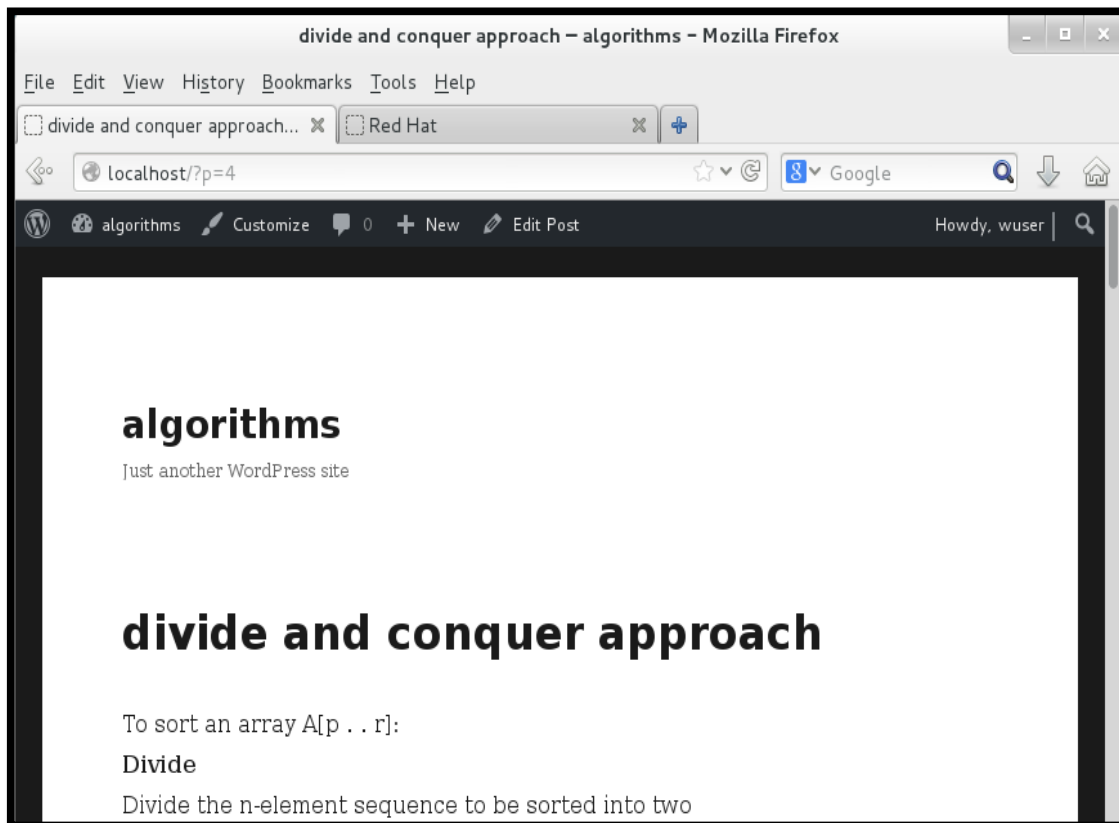 divide and conquer approach – algorithms - Mozilla Firefox
File Edit View History Bookmarks Tools Help
divide and conquer approach... Red Hat
localhost/?p=4 8 Google
algorithms Customize 0 New Edit Post Howdy, wuser
algorithms
Just another WordPress site
divide and conquer approach
To sort an array A[p . . r]:
Divide
Divide the n-element sequence to be sorted into two